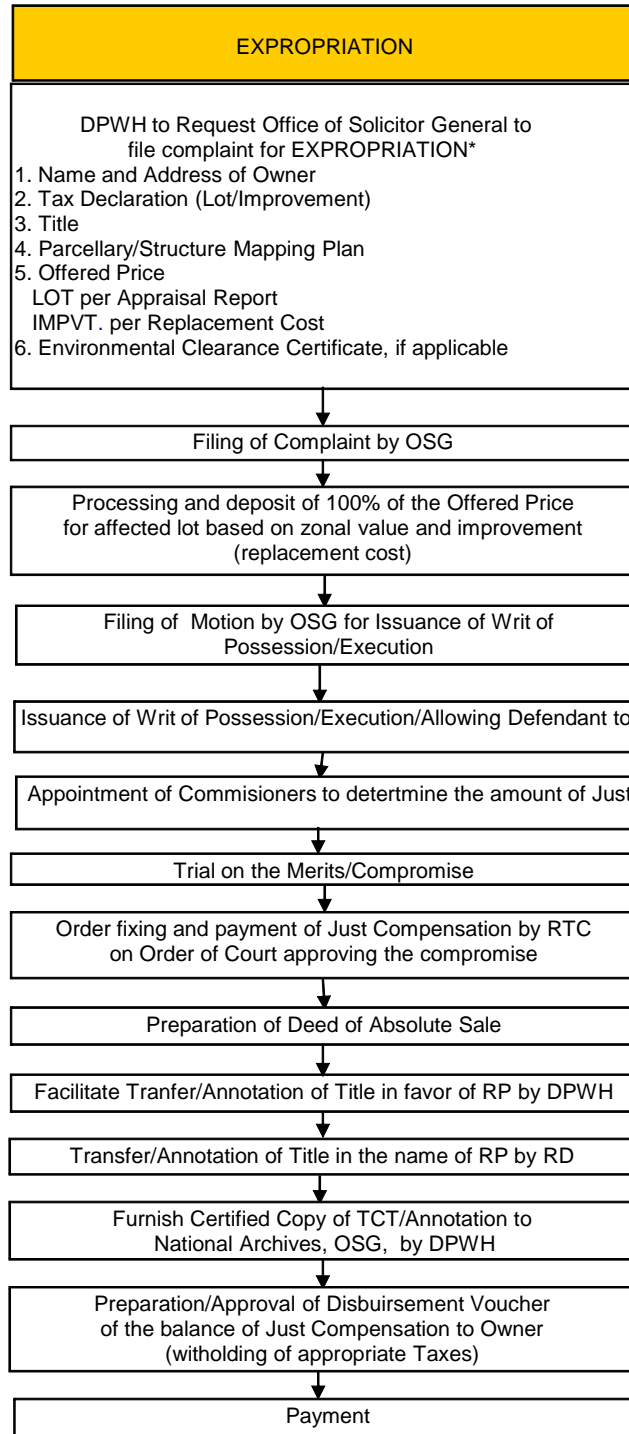 EXPROPRIATION
DPWH to Request Office of Solicitor General to
file complaint for EXPROPRIATION*
1. Name and Address of Owner
2. Tax Declaration (Lot/Improvement)
3. Title
4. Parcellary/Structure Mapping Plan
5. Offered Price
LOT per Appraisal Report
IMPVT. per Replacement Cost
6. Environmental Clearance Certificate, if applicable
Filing of Complaint by OSG
Processing and deposit of 100% of the Offered Price
for affected lot based on zonal value and improvement
(replacement cost)
Filing of Motion by OSG for Issuance of Writ of
Possession/Execution
Issuance of Writ of Possession/Execution/Allowing Defendant to
Appointment of Commisioners to detertmine the amount of Just
Trial on the Merits/Compromise
Order fixing and payment of Just Compensation by RTC
on Order of Court approving the compromise
Preparation of Deed of Absolute Sale
Facilitate Tranfer/Annotation of Title in favor of RP by DPWH
Transfer/Annotation of Title in the name of RP by RD
Furnish Certified Copy of TCT/Annotation to
National Archives, OSG, by DPWH
Preparation/Approval of Disbuirsement Voucher
of the balance of Just Compensation to Owner
(witholding of appropriate Taxes)
Payment